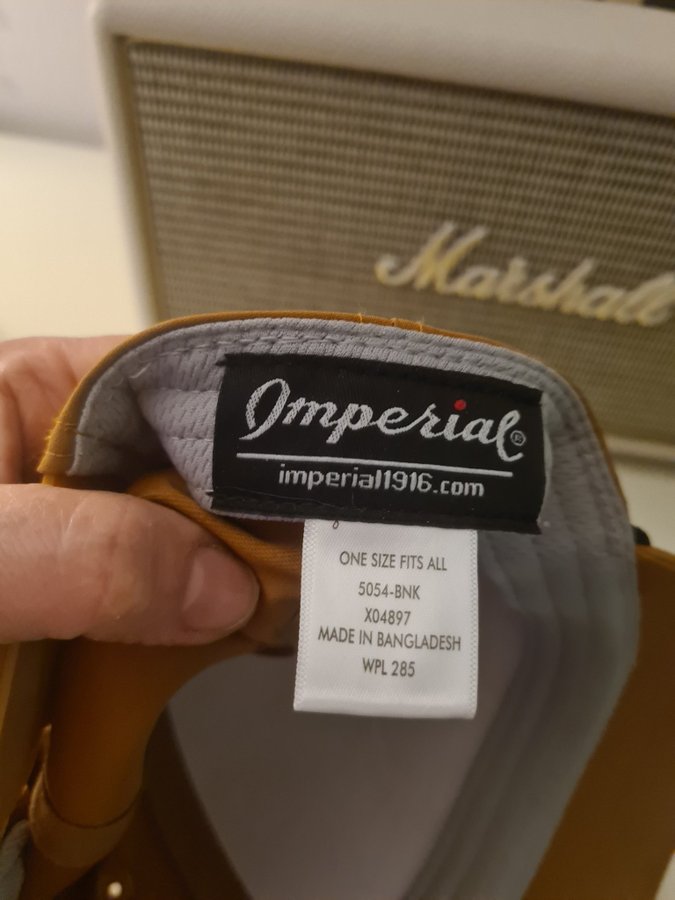 Marshall
Imperial®
imperial1916.com
ONE SIZE FITS ALL
5054-BNK
X04897
MADE IN BANGLADESH
WPL 285